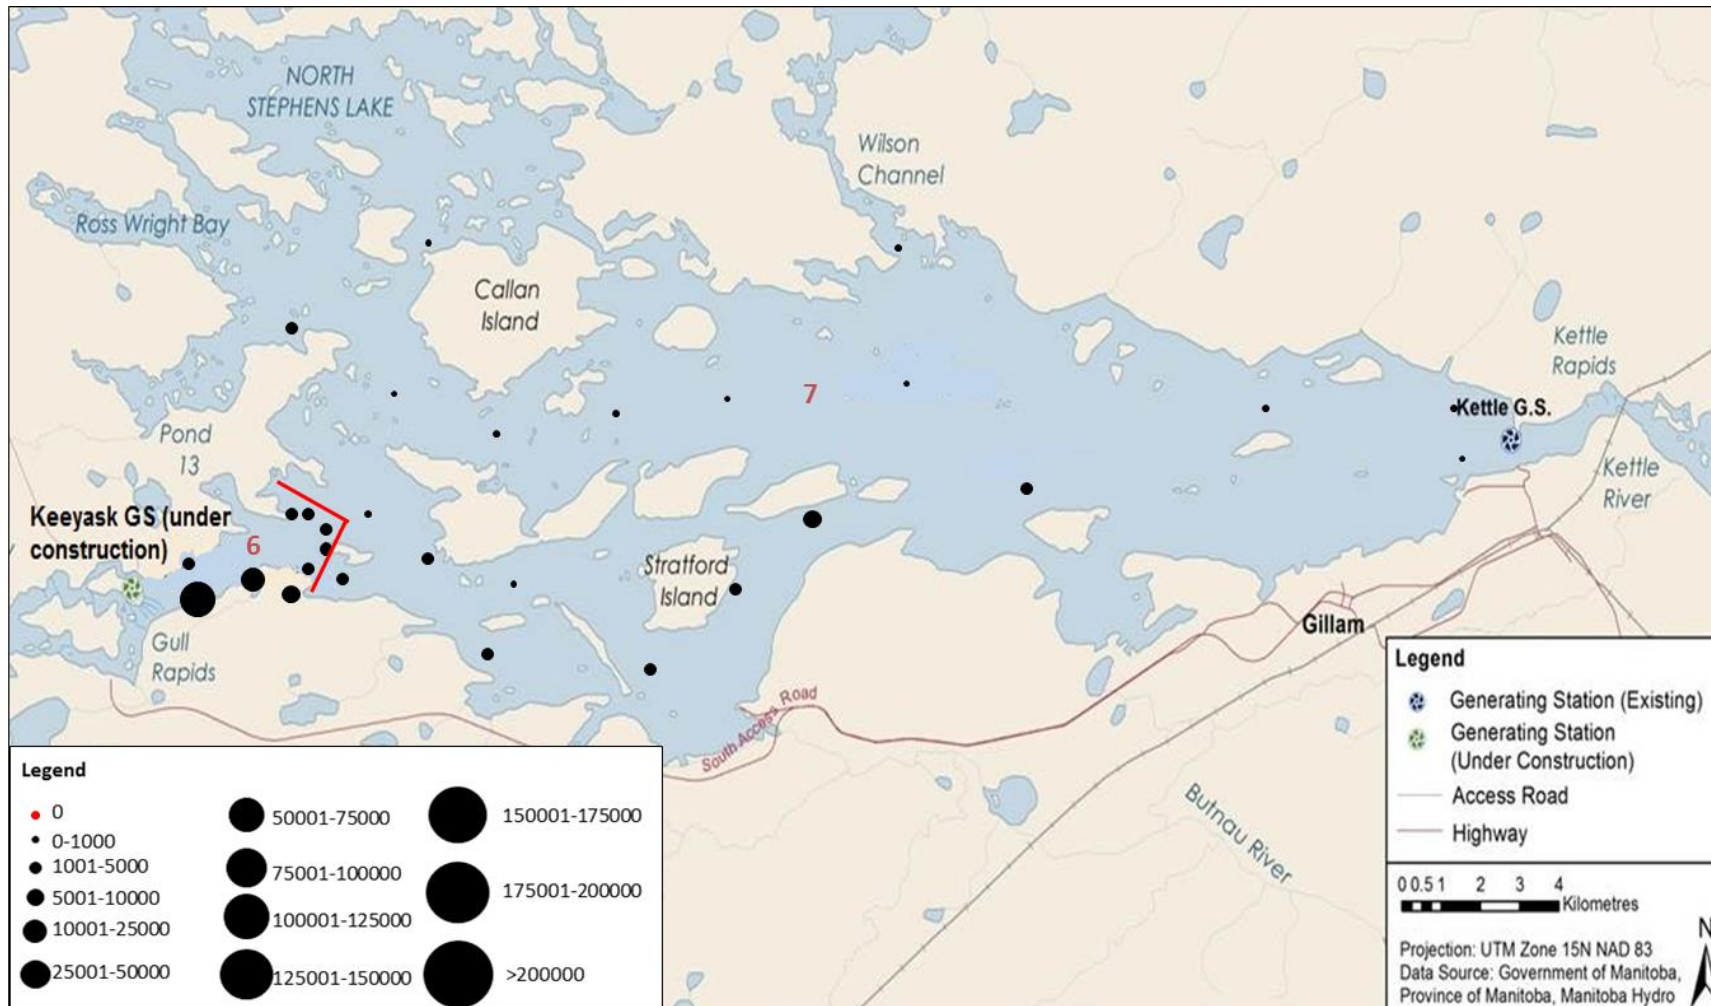 NORTH
STEPHENS LAKE
Wilson
Channel
Ross Wright Bay
Callan
Island
Kettle
Rapids
7
Kettle G.S.
Pond
13
Kettle
River
Keeyask GS (under
construction)
6
Stratford
Island
Gillam
Gull
Rapids
South Access Road
Butnau River
Legend
Generating Station (Existing)
Generating Station
(Under Construction)
Access Road
Highway
0 0.5 1 2 3 4
Kilometres
N
Projection: UTM Zone 15N NAD 83
Data Source: Government of Manitoba,
Province of Manitoba, Manitoba Hydro
Legend
0
0-1000
1001-5000
5001-10000
10001-25000
25001-50000
50001-75000
75001-100000
100001-125000
125001-150000
150001-175000
175001-200000
>200000